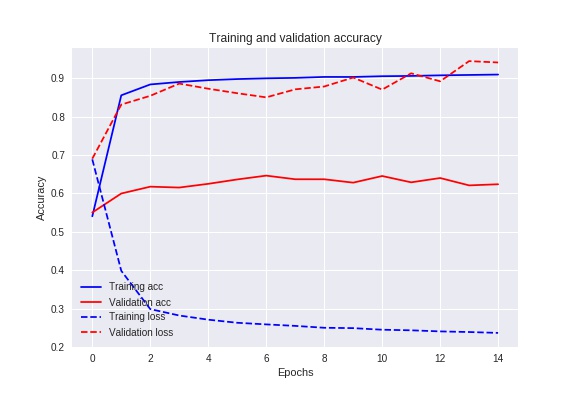 Training and validation accuracy
0.9
0.8
0.7
0.6
0.5
0.4
0.3
0.2
Accuracy
Training acc
Validation acc
Training loss
Validation loss
0 2 4 6 8 10 12 14
Epochs